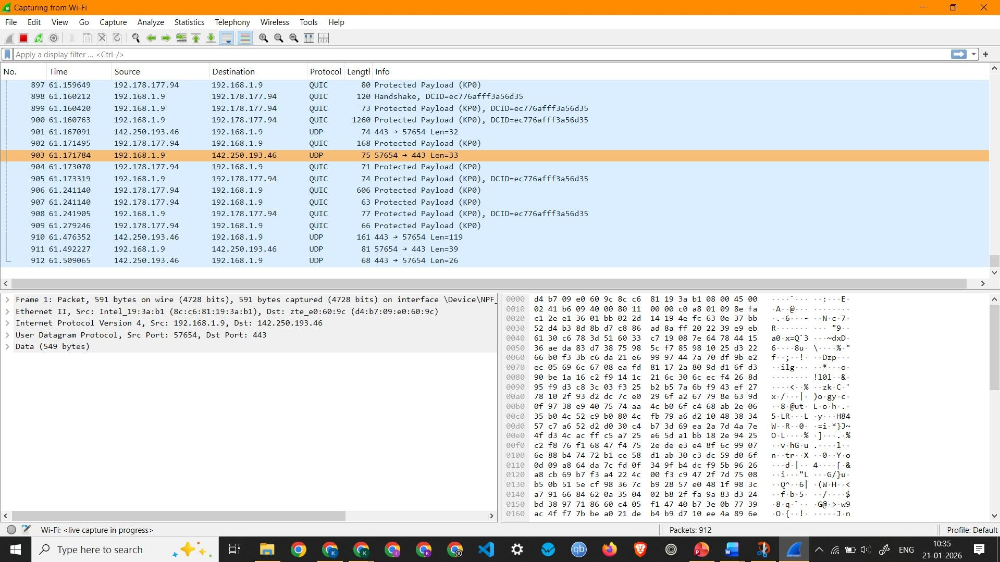 Capturing from Wi-Fi
File Edit View Go Capture Analyze Statistics Telephony Wireless Tools Help
Apply a display filter … <Ctrl-/>
No. Time Source Destination Protocol Length Info
897 61.159649 192.178.177.94 192.168.1.9 QUIC 80 Protected Payload (KP0)
898 61.160212 192.168.1.9 192.178.177.94 QUIC 120 Handshake, DCID=ec776afff3a56d35
899 61.160420 192.168.1.9 192.178.177.94 QUIC 73 Protected Payload (KP0), DCID=ec776afff3a56d35
900 61.160763 192.168.1.9 192.178.177.94 QUIC 1260 Protected Payload (KP0), DCID=ec776afff3a56d35
901 61.167091 142.250.193.46 192.168.1.9 UDP 74 443 → 57654 Len=32
902 61.171495 192.178.177.94 192.168.1.9 QUIC 168 Protected Payload (KP0)
903 61.171784 192.168.1.9 142.250.193.46 UDP 75 57654 → 443 Len=33
904 61.173070 192.178.177.94 192.168.1.9 QUIC 71 Protected Payload (KP0)
905 61.173319 192.168.1.9 192.178.177.94 QUIC 74 Protected Payload (KP0), DCID=ec776afff3a56d35
906 61.241140 192.178.177.94 192.168.1.9 QUIC 606 Protected Payload (KP0)
907 61.241140 192.178.177.94 192.168.1.9 QUIC 63 Protected Payload (KP0)
908 61.241905 192.168.1.9 192.178.177.94 QUIC 77 Protected Payload (KP0), DCID=ec776afff3a56d35
909 61.279246 192.178.177.94 192.168.1.9 QUIC 66 Protected Payload (KP0)
910 61.476352 142.250.193.46 192.168.1.9 UDP 161 443 → 57654 Len=119
911 61.492227 192.168.1.9 142.250.193.46 UDP 81 57654 → 443 Len=39
912 61.509065 142.250.193.46 192.168.1.9 UDP 68 443 → 57654 Len=26
Frame 1: Packet, 591 bytes on wire (4728 bits), 591 bytes captured (4728 bits) on interface \Device\NPF_
Ethernet II, Src: Intel_19:3a:b1 (8c:c6:81:19:3a:b1), Dst: zte_e0:60:9c (d4:b7:09:e0:60:9c)
Internet Protocol Version 4, Src: 192.168.1.9, Dst: 142.250.193.46
User Datagram Protocol, Src Port: 57654, Dst Port: 443
Data (549 bytes)
0000 d4 b7 09 e0 60 9c 8c c6 81 19 3a b1 08 00 45 00 ····`··· ··:···E·
0010 02 41 b6 09 40 00 80 11 00 00 c0 a8 01 09 8e fa ·A··@··· ········
0020 c1 2e e1 36 01 bb 02 2d 14 19 4e fc 63 0e 37 bb ·.·6···- ··N·c·7·
0030 52 d4 b3 8d 8b d7 c8 86 ad 8a ff 20 22 39 e9 eb R······· ··· "9··
0040 61 30 c6 78 3d 51 60 33 c7 19 08 7e 64 78 44 15 a0·x=Q`3 ···~dxD·
0050 36 ae da 83 d7 38 75 98 5c f7 85 98 10 25 d3 22 6····8u· \····%·"
0060 66 b0 f3 3b c6 da 21 e6 99 97 44 7a 70 df 9b e2 f··;··!· ··Dzp···
0070 ec 05 69 6c 67 08 ea fd 81 17 2a 80 9d d1 6f d3 ··ilg··· ··*···o·
0080 90 be 1a 16 c2 f9 14 1c 21 6c 30 6c ec f4 26 8d ········ !l0l··&·
0090 95 f9 d3 c8 3c 03 f3 25 b2 b5 7a 6b f9 43 ef 27 ····<··% ··zk·C·'
00a0 78 10 2f 93 d2 dc 7c e0 29 6f a2 67 79 8e 63 9d x·/···|· )o·gy·c·
00b0 0f 97 38 e9 40 75 74 aa 4c b0 6f c4 68 ab 2e 06 ··8·@ut· L·o·h·.·
00c0 35 b0 4c 52 c9 b0 80 4c fb 79 a6 d2 10 48 38 34 5·LR···L ·y···H84
00d0 57 c7 a6 52 d2 d0 30 c4 b7 3d 69 ea 2a 7d 4a 7e W··R··0· ·=i·*}J~
00e0 4f d3 4c ac ff c5 a7 25 e6 5d a1 bb 18 2e 94 25 O·L····% ·]···.·%
00f0 c2 f8 76 f1 68 47 f4 75 2e de e3 e4 8f 6c 99 07 ··v·hG·u .····l··
0100 6e 88 b4 74 72 b1 ce 58 d1 ab 30 c3 dc 59 d0 6f n··tr··X ··0··Y·o
0110 0d 09 a8 64 da 7c fd 0f 34 9f b4 dc f9 5b 96 26 ···d·|·· 4····[·&
0120 a8 cb 69 b7 f3 a4 22 4c 00 f3 c9 47 2f 7d 75 08 ··i···"L ···G/}u·
0130 b5 0b 51 5e cf 98 36 7c b9 28 57 e0 48 1f 98 3c ··Q^··6| ·(W·H··<
0140 a7 91 66 84 62 0a 35 04 02 b8 2f fa 9a 83 d3 24 ··f·b·5· ··/····$
0150 bd 38 97 71 86 60 c4 05 f1 47 40 b7 3e 0b 77 39 ·8·q·`·· ·G@·>·w9
0160 ac 4f f7 7b be a0 21 de b4 b9 d7 10 ee 4a 89 6e ·O·{··!· ·····J·n
Wi-Fi: <live capture in progress> Packets: 912 Profile: Default
Type here to search ENG 10:35
21-01-2026